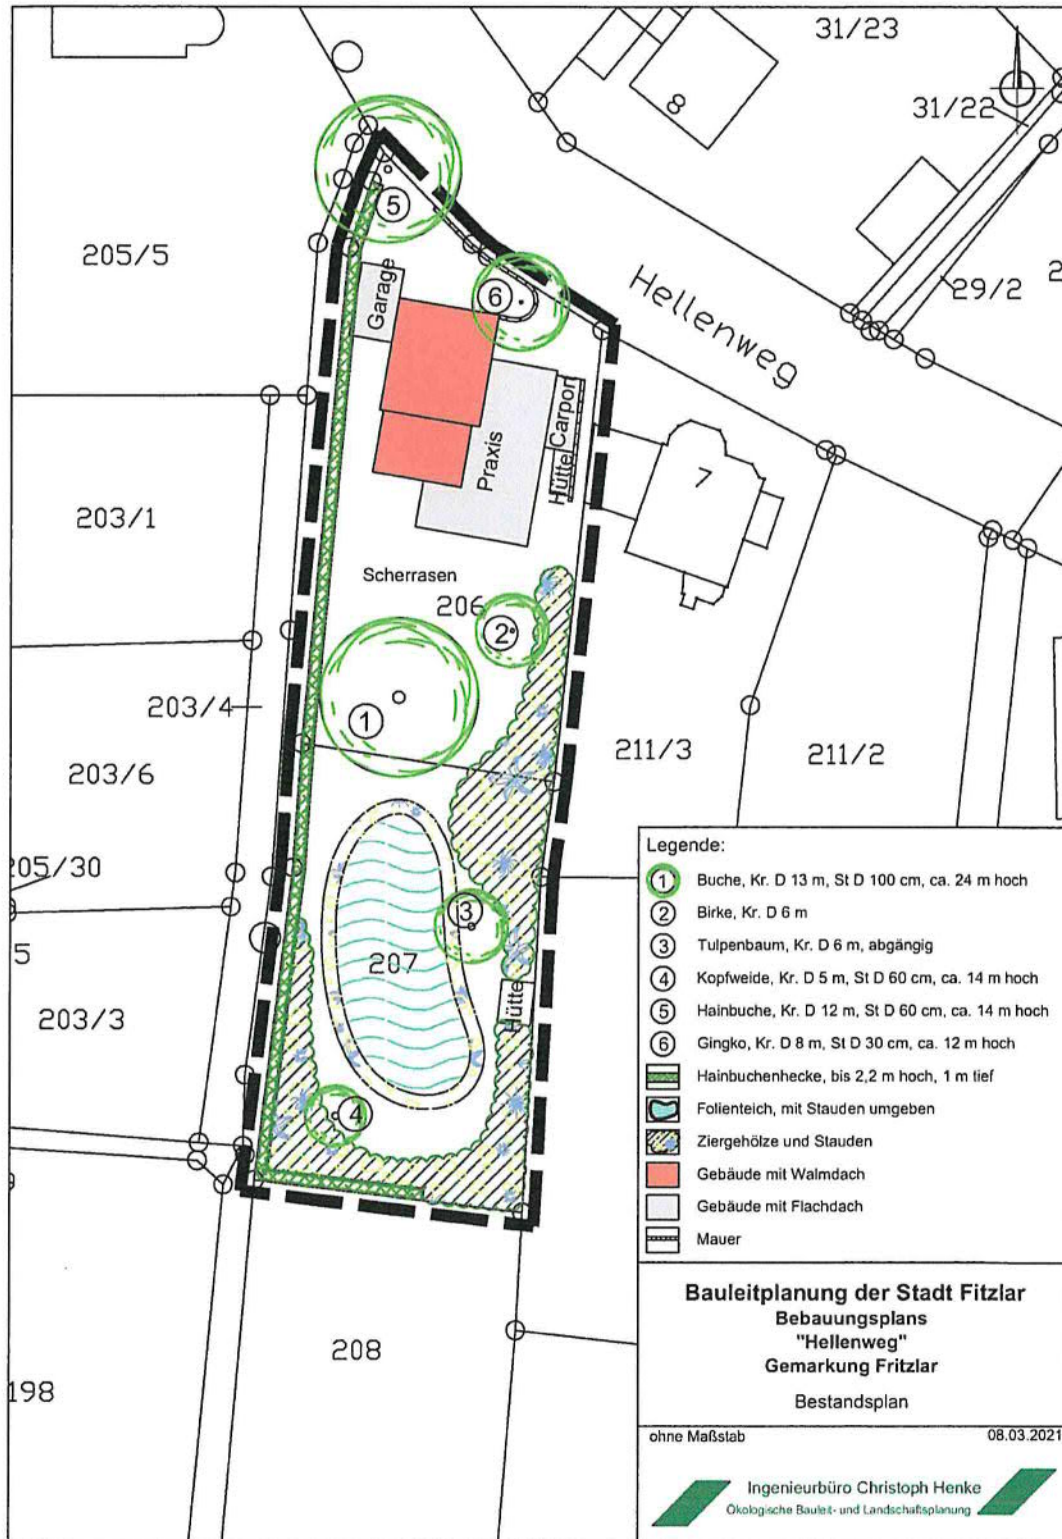 31/23
8
31/22
205/5
5
29/2
2
Hellenweg
Garage
6
Carport
Hütte
Praxis
7
203/1
Scherrasen
206
2
203/4
1
203/6
211/3
211/2
205/30
3
5
207
203/3
Hütte
4
208
198
Legende:
1 Buche, Kr. D 13 m, St D 100 cm, ca. 24 m hoch
2 Birke, Kr. D 6 m
3 Tulpenbaum, Kr. D 6 m, abgängig
4 Kopfweide, Kr. D 5 m, St D 60 cm, ca. 14 m hoch
5 Hainbuche, Kr. D 12 m, St D 60 cm, ca. 14 m hoch
6 Gingko, Kr. D 8 m, St D 30 cm, ca. 12 m hoch
Hainbuchenhecke, bis 2,2 m hoch, 1 m tief
Folienteich, mit Stauden umgeben
Ziergehölze und Stauden
Gebäude mit Walmdach
Gebäude mit Flachdach
Mauer
Bauleitplanung der Stadt Fitzlar
Bebauungsplans
"Hellenweg"
Gemarkung Fritzlar
Bestandsplan
ohne Maßstab 08.03.2021
Ingenieurbüro Christoph Henke
Ökologische Bauleit- und Landschaftsplanung